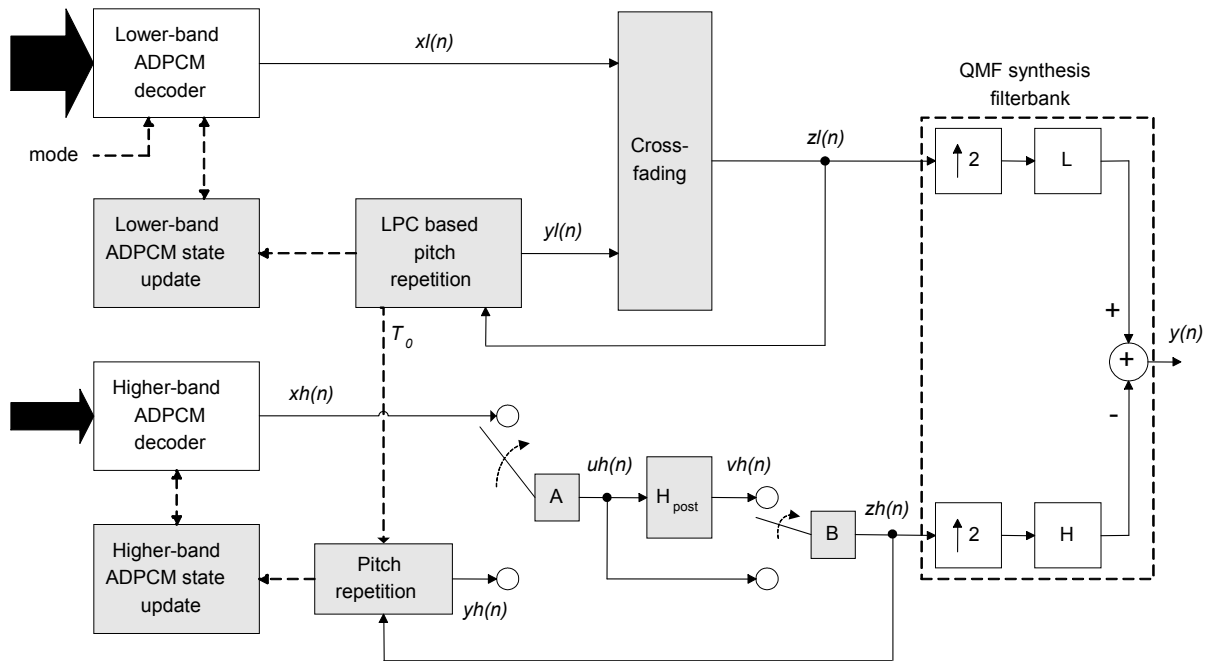 Lower-band
ADPCM
decoder
xl(n)
mode
Lower-band
ADPCM state
update
LPC based
pitch
repetition
yl(n)
Cross-
fading
zl(n)
QMF synthesis
filterbank
2
L
+
+
-
y(n)
T0
Higher-band
ADPCM
decoder
xh(n)
Higher-band
ADPCM state
update
Pitch
repetition
yh(n)
A
uh(n)
Hpost
vh(n)
B
zh(n)
2
H